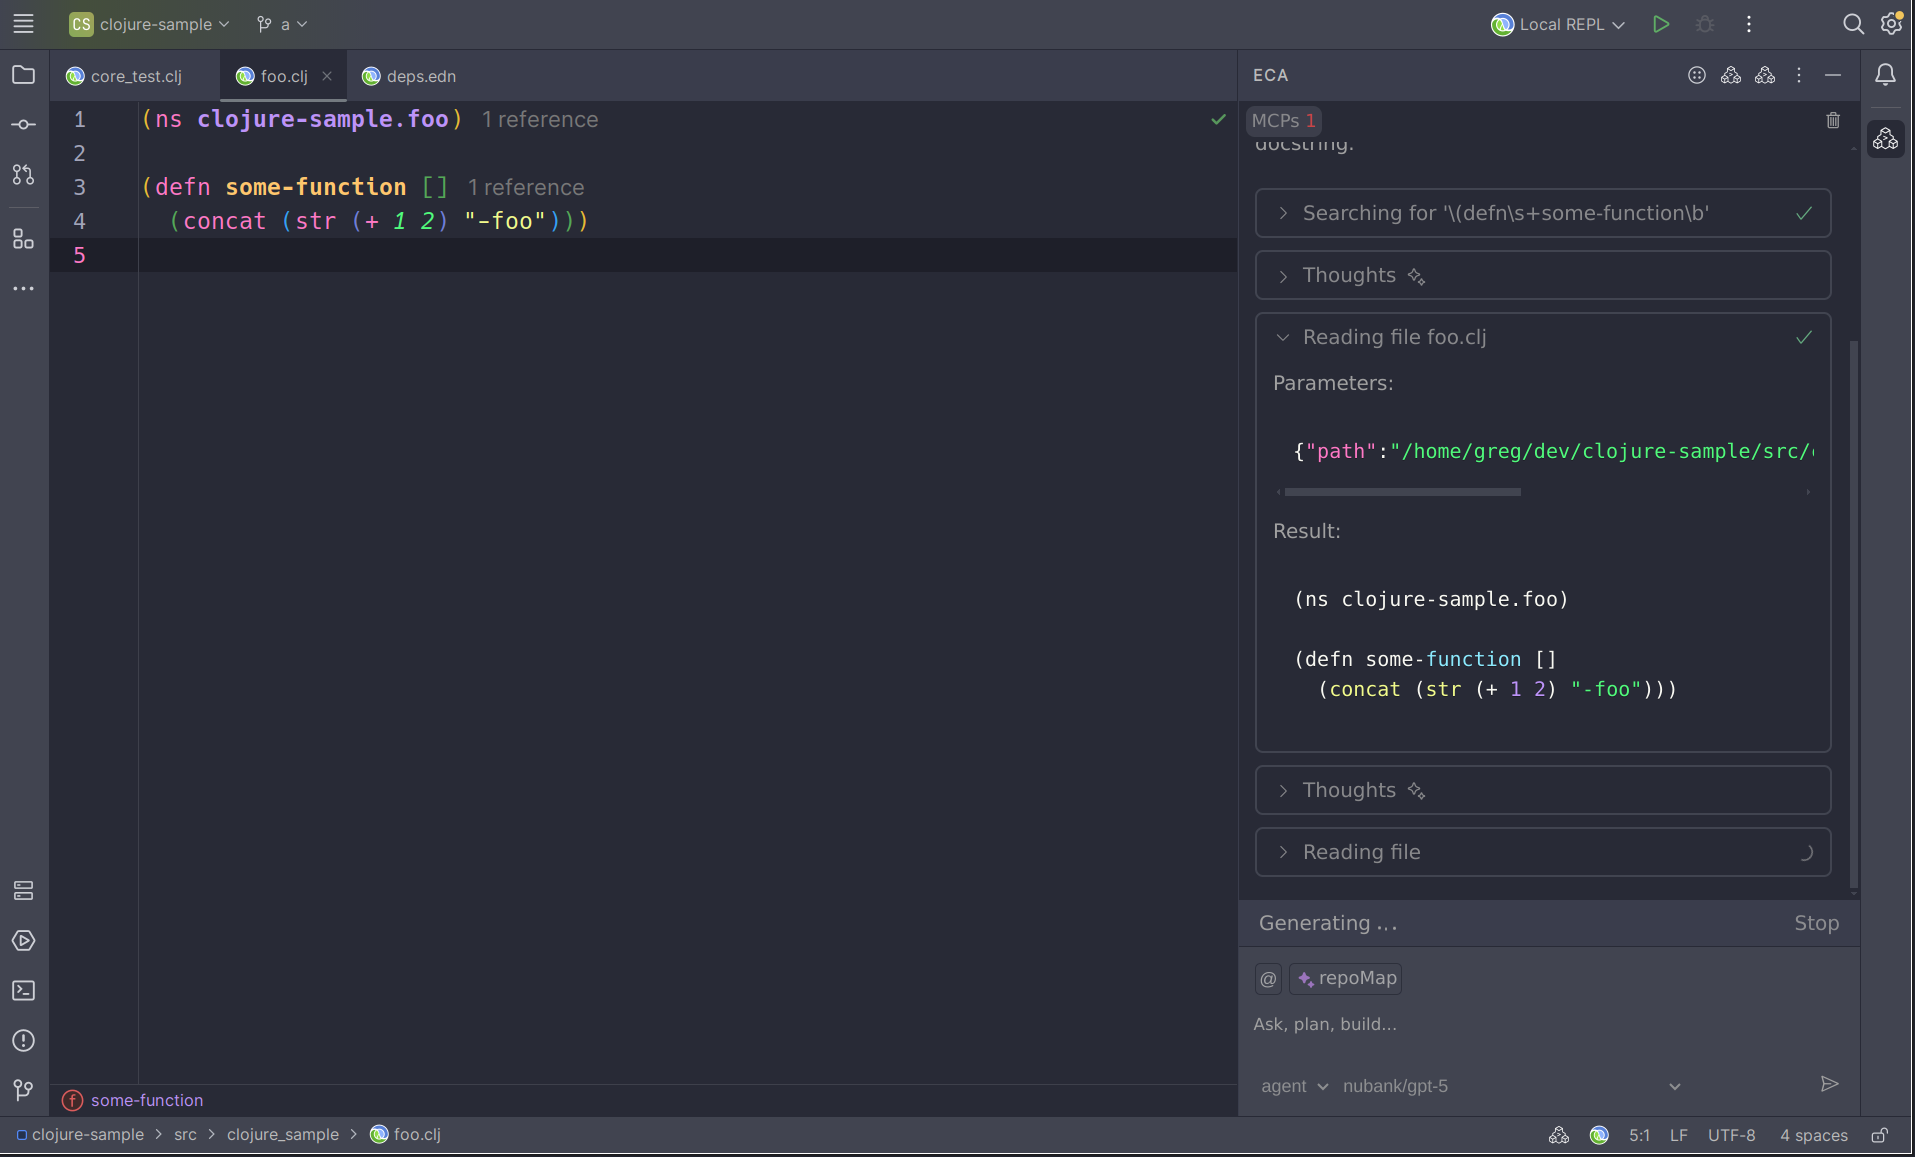 CS clojure-sample a Local REPL
core_test.clj foo.clj deps.edn
1 (ns clojure-sample.foo) 1 reference
2
3 (defn some-function [] 1 reference
4 (concat (str (+ 1 2) "-foo")))
5
f some-function
ECA
MCPs 1
docstring.
Searching for '\(defn\s+some-function\b'
Thoughts
Reading file foo.clj
Parameters:
{"path":"/home/greg/dev/clojure-sample/src/
Result:
(ns clojure-sample.foo)
(defn some-function []
(concat (str (+ 1 2) "-foo")))
Thoughts
Reading file
Generating ... Stop
@ repoMap
Ask, plan, build...
agent nubank/gpt-5
clojure-sample > src > clojure_sample > foo.clj 5:1 LF UTF-8 4 spaces